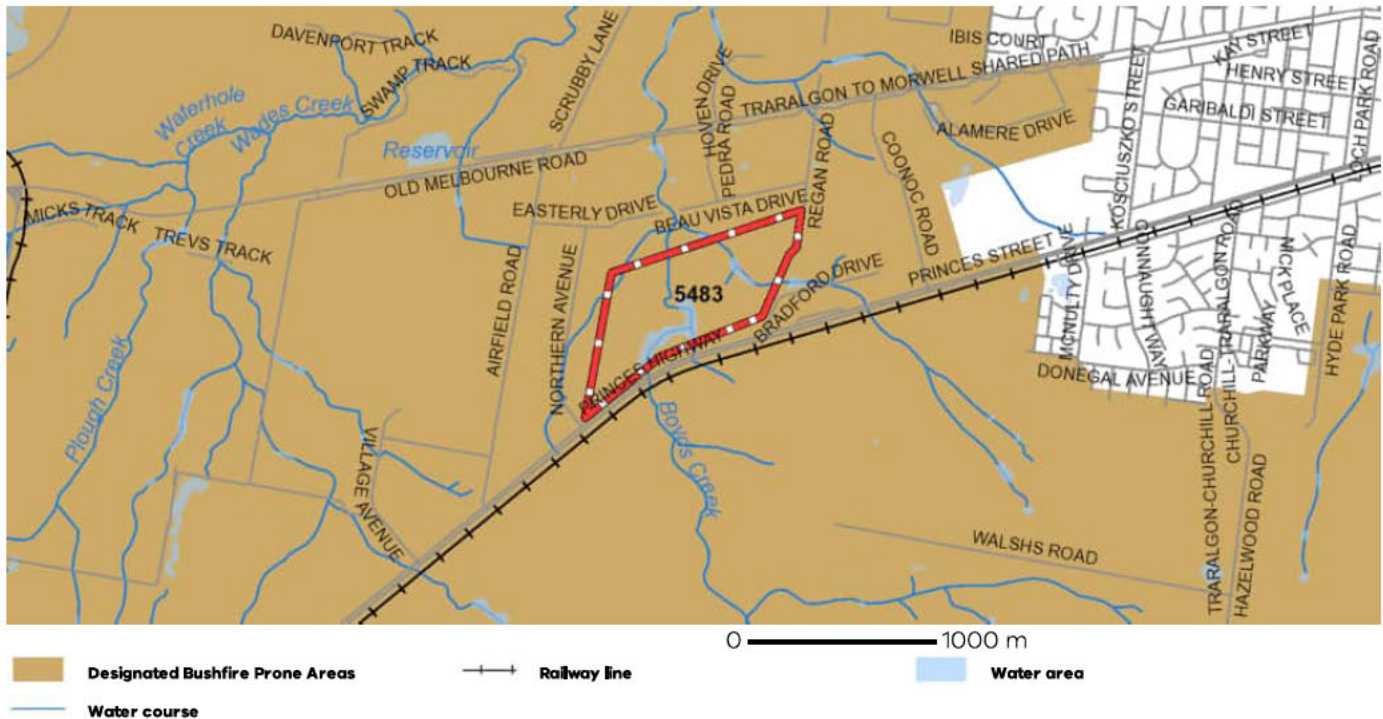 DAVENPORT TRACK
SWAMP TRACK
SCRUBBY LANE
IBIS COURT
KAY STREET
HENRY STREET
GARIBALDI STREET
LOCH PARK ROAD
KOSCIUSZKO STREET
Waterhole
Creek
Wades Creek
Reservoir
OLD MELBOURNE ROAD
TRARALGON TO MORWELL SHARED PATH
HOVEN DRIVE
PEDRA ROAD
REGAN ROAD
ALAMERE DRIVE
COONOC ROAD
MICKS TRACK
TREVS TRACK
EASTERLY DRIVE
BEAU VISTA DRIVE
NORTHERN AVENUE
AIRFIELD ROAD
5483
PRINCES HIGHWAY
BRADFORD DRIVE
PRINCES STREET
MCNULTY DRIVE
CONNAUGHT WAY
TRARALGON ROAD
CHURCHILL-
NICK PLACE
PARKWAY
HYDE PARK ROAD
DONEGAL AVENUE
TRARALGON-CHURCHILL ROAD
HAZELWOOD ROAD
Plough Creek
VILLAGE AVENUE
Boyds Creek
WALSHS ROAD
0 1000 m
Designated Bushfire Prone Areas
Railway line
Water area
Water course